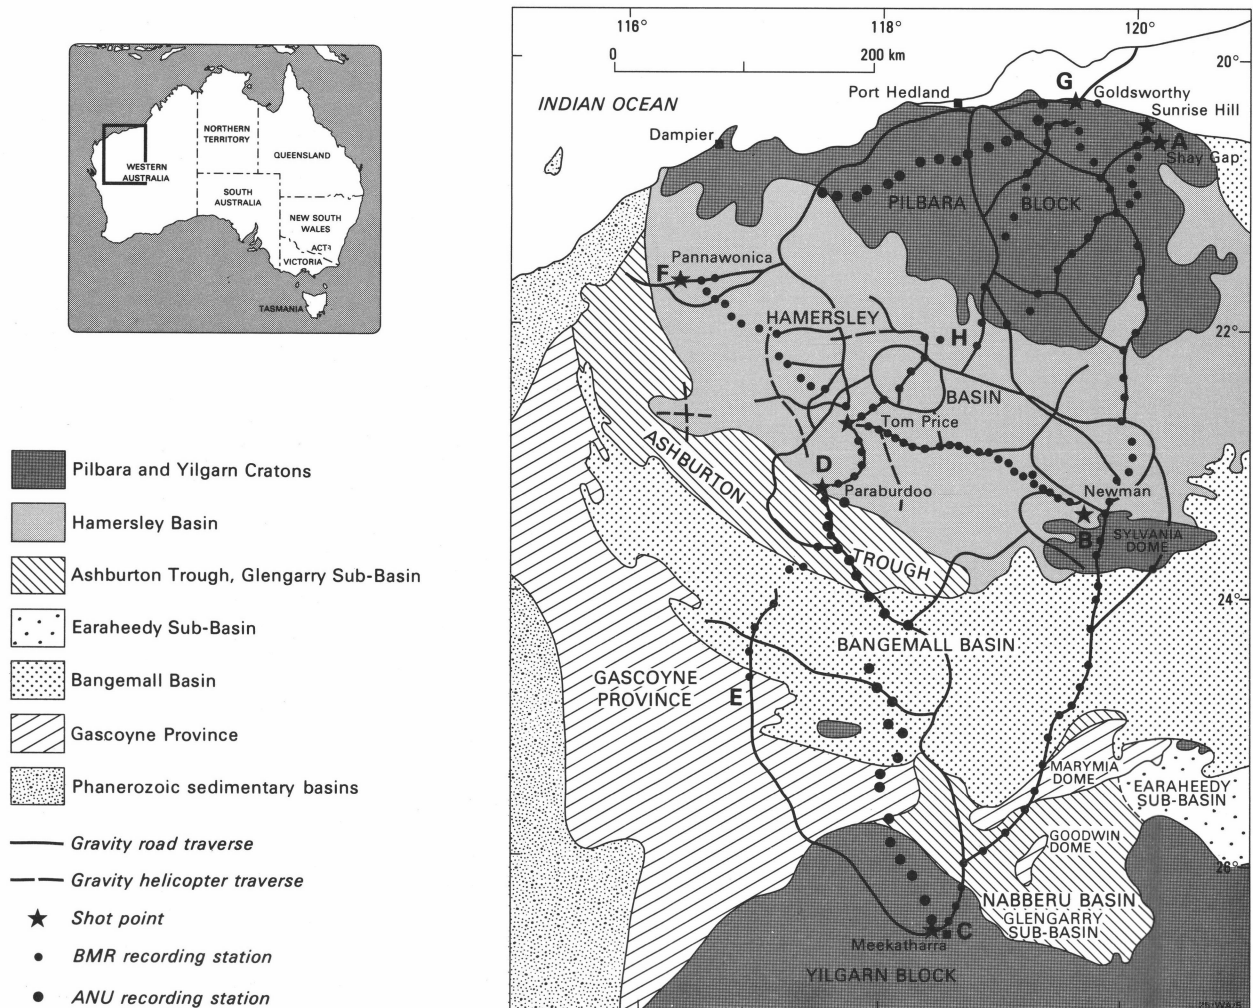 NORTHERN
TERRITORY
QUEENSLAND
WESTERN
AUSTRALIA
SOUTH
AUSTRALIA
NEW SOUTH
WALES
ACT
VICTORIA
TASMANIA
Pilbara and Yilgarn Cratons
Hamersley Basin
Ashburton Trough, Glengarry Sub-Basin
Earaheedy Sub-Basin
Bangemall Basin
Gascoyne Province
Phanerozoic sedimentary basins
Gravity road traverse
Gravity helicopter traverse
Shot point
BMR recording station
ANU recording station
116°
118°
120°
0
200 km
20°
INDIAN OCEAN
Port Hedland
G
Goldsworthy
Sunrise Hill
Dampier
A
Shay Gap
PILBARA
BLOCK
Pannawonica
F
HAMERSLEY
H
22°
BASIN
Tom Price
ASHBURTON
D
Paraburdoo
Newman
B
SYLVANIA
DOME
TROUGH
24°
BANGEMALL BASIN
GASCOYNE
PROVINCE
E
MARYMIA
DOME
EARAHEEDY
SUB-BASIN
GOODWIN
DOME
26°
NABBERU BASIN
GLENGARRY
SUB-BASIN
C
Meekatharra
YILGARN BLOCK